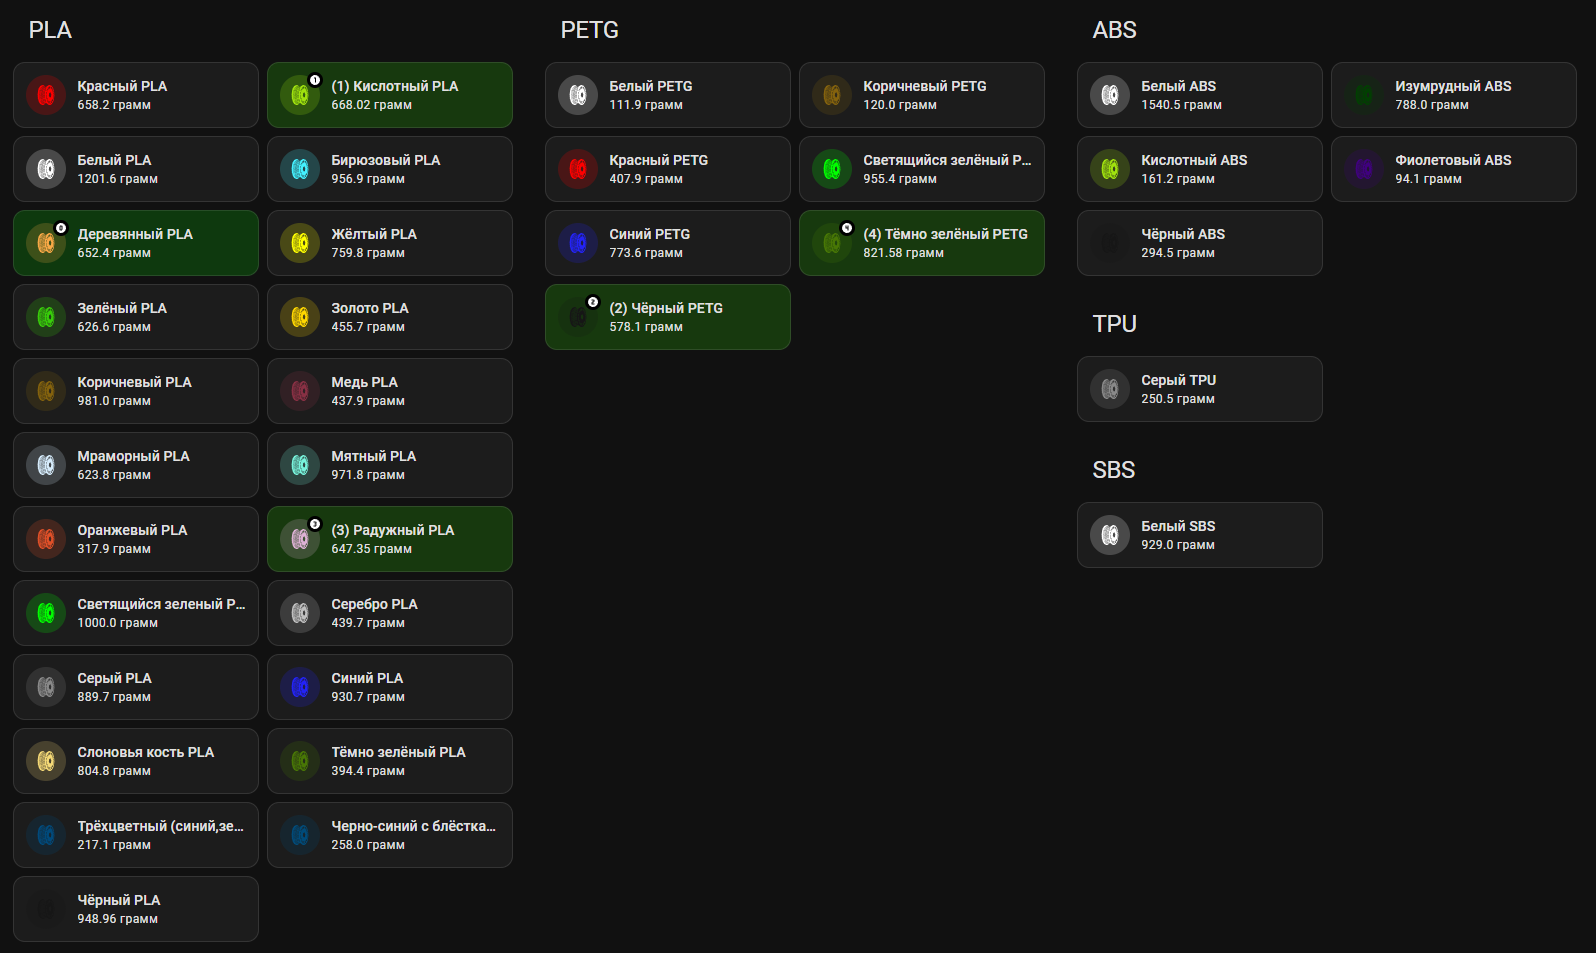 PLA
Красный PLA
658.2 грамм
1
(1) Кислотный PLA
668.02 грамм
Белый PLA
1201.6 грамм
Бирюзовый PLA
956.9 грамм
Деревянный PLA
652.4 грамм
Жёлтый PLA
759.8 грамм
Зелёный PLA
626.6 грамм
Золото PLA
455.7 грамм
Коричневый PLA
981.0 грамм
Медь PLA
437.9 грамм
Мраморный PLA
623.8 грамм
Мятный PLA
971.8 грамм
Оранжевый PLA
317.9 грамм
3
(3) Радужный PLA
647.35 грамм
Светящийся зеленый P...
1000.0 грамм
Серебро PLA
439.7 грамм
Серый PLA
889.7 грамм
Синий PLA
930.7 грамм
Слоновья кость PLA
804.8 грамм
Тёмно зелёный PLA
394.4 грамм
Трёхцветный (синий,зе...
217.1 грамм
Черно-синий с блёстка...
258.0 грамм
Чёрный PLA
948.96 грамм
PETG
Белый PETG
111.9 грамм
Коричневый PETG
120.0 грамм
Красный PETG
407.9 грамм
Светящийся зелёный P...
955.4 грамм
Синий PETG
773.6 грамм
4
(4) Тёмно зелёный PETG
821.58 грамм
2
(2) Чёрный PETG
578.1 грамм
ABS
Белый ABS
1540.5 грамм
Изумрудный ABS
788.0 грамм
Кислотный ABS
161.2 грамм
Фиолетовый ABS
94.1 грамм
Чёрный ABS
294.5 грамм
TPU
Серый TPU
250.5 грамм
SBS
Белый SBS
929.0 грамм